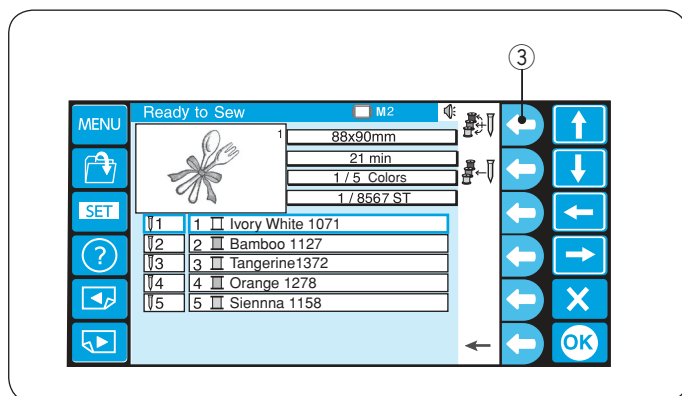 ③
MENU
Ready to Sew M2
1
88x90mm
21 min
1 / 5 Colors
1 / 8567 ST
SET
1 1 Ivory White 1071
2 2 Bamboo 1127
3 3 Tangerine1372
4 4 Orange 1278
5 5 Siennna 1158
?
OK